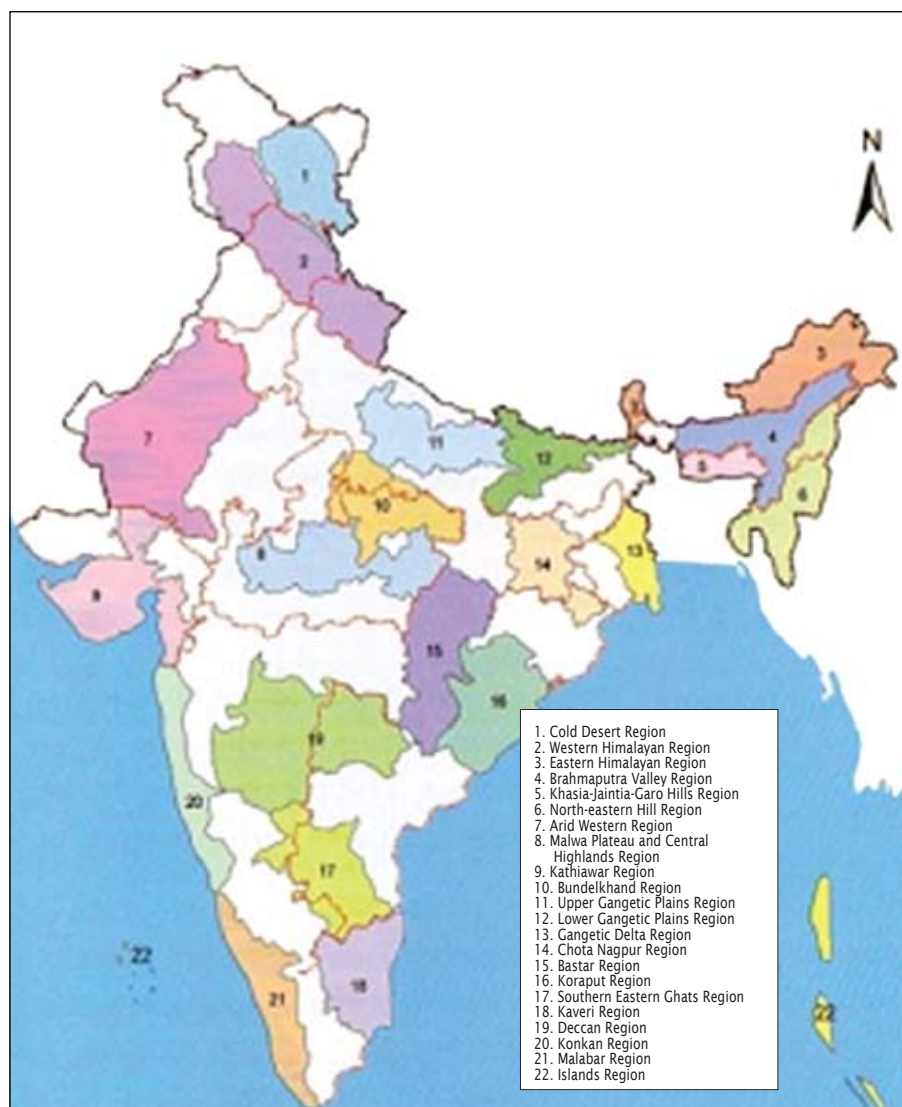 N
1
2
3
3
4
5
6
7
11
12
10
8
9
14
13
15
16
19
20
17
18
21
22
22
1. Cold Desert Region
2. Western Himalayan Region
3. Eastern Himalayan Region
4. Brahmaputra Valley Region
5. Khasia-Jaintia-Garo Hills Region
6. North-eastern Hill Region
7. Arid Western Region
8. Malwa Plateau and Central
Highlands Region
9. Kathiawar Region
10. Bundelkhand Region
11. Upper Gangetic Plains Region
12. Lower Gangetic Plains Region
13. Gangetic Delta Region
14. Chota Nagpur Region
15. Bastar Region
16. Koraput Region
17. Southern Eastern Ghats Region
18. Kaveri Region
19. Deccan Region
20. Konkan Region
21. Malabar Region
22. Islands Region